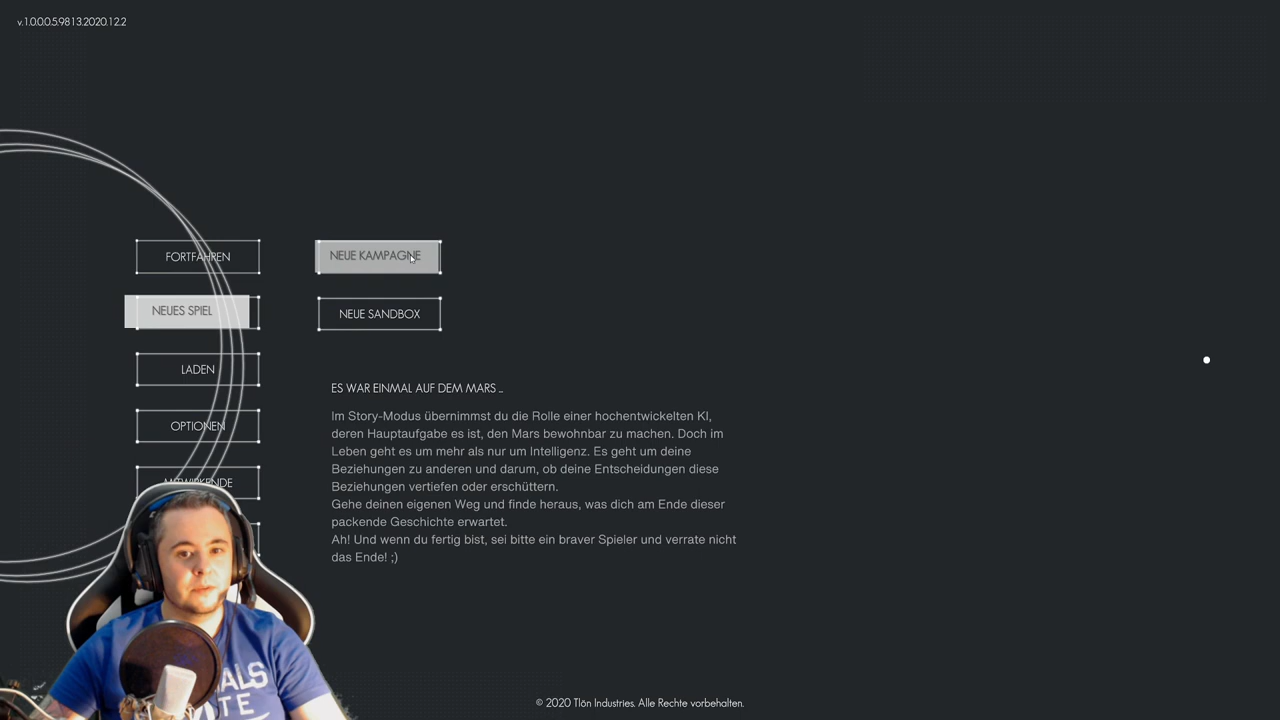 v.1.0.0.0.5.9813.2020.12.2
FORTFAHREN
NEUE KAMPAGNE
NEUES SPIEL
NEUE SANDBOX
LADEN
ES WAR EINMAL AUF DEM MARS ...
Im Story-Modus übernimmst du die Rolle einer hochentwickelten KI,
deren Hauptaufgabe es ist, den Mars bewohnbar zu machen. Doch im
Leben geht es um mehr als nur um Intelligenz. Es geht um deine
Beziehungen zu anderen und darum, ob deine Entscheidungen diese
Beziehungen vertiefen oder erschüttern.
Gehe deinen eigenen Weg und finde heraus, was dich am Ende dieser
packende Geschichte erwartet.
Ah! Und wenn du fertig bist, sei bitte ein braver Spieler und verrate nicht
das Ende! ;)
OPTIONEN
MITWIRKENDE
© 2020 Tlön Industries. Alle Rechte vorbehalten.